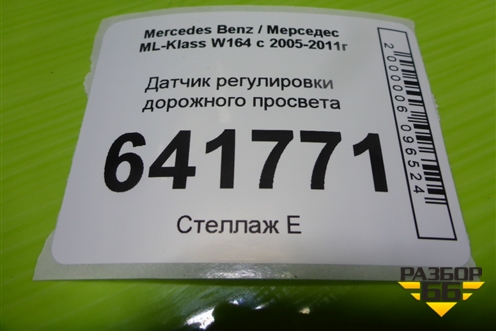 Mercedes Benz / Мерседес
ML-Klass W164 с 2005-2011г
Датчик регулировки
дорожного просвета
641771
Стеллаж Е
2000006096524
РАЗБОР
66